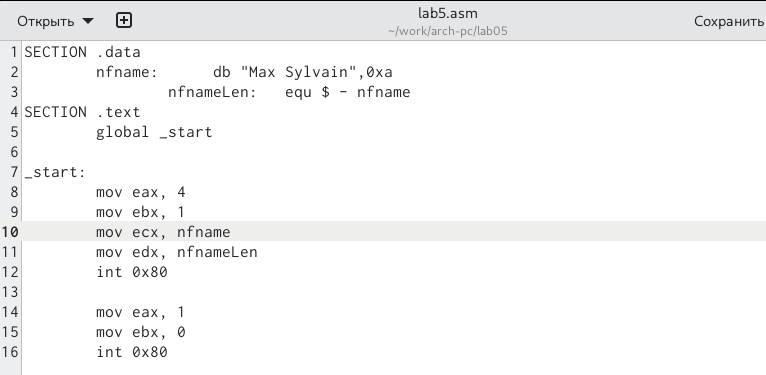 Открыть
lab5.asm
~/work/arch-pc/lab05
Сохранить
1 SECTION .data
2         nfname:      db "Max Sylvain",0xa
3                 nfnameLen:   equ $ - nfname
4 SECTION .text
5         global _start
6
7 _start:
8         mov eax, 4
9         mov ebx, 1
10         mov ecx, nfname
11         mov edx, nfnameLen
12         int 0x80
13
14         mov eax, 1
15         mov ebx, 0
16         int 0x80